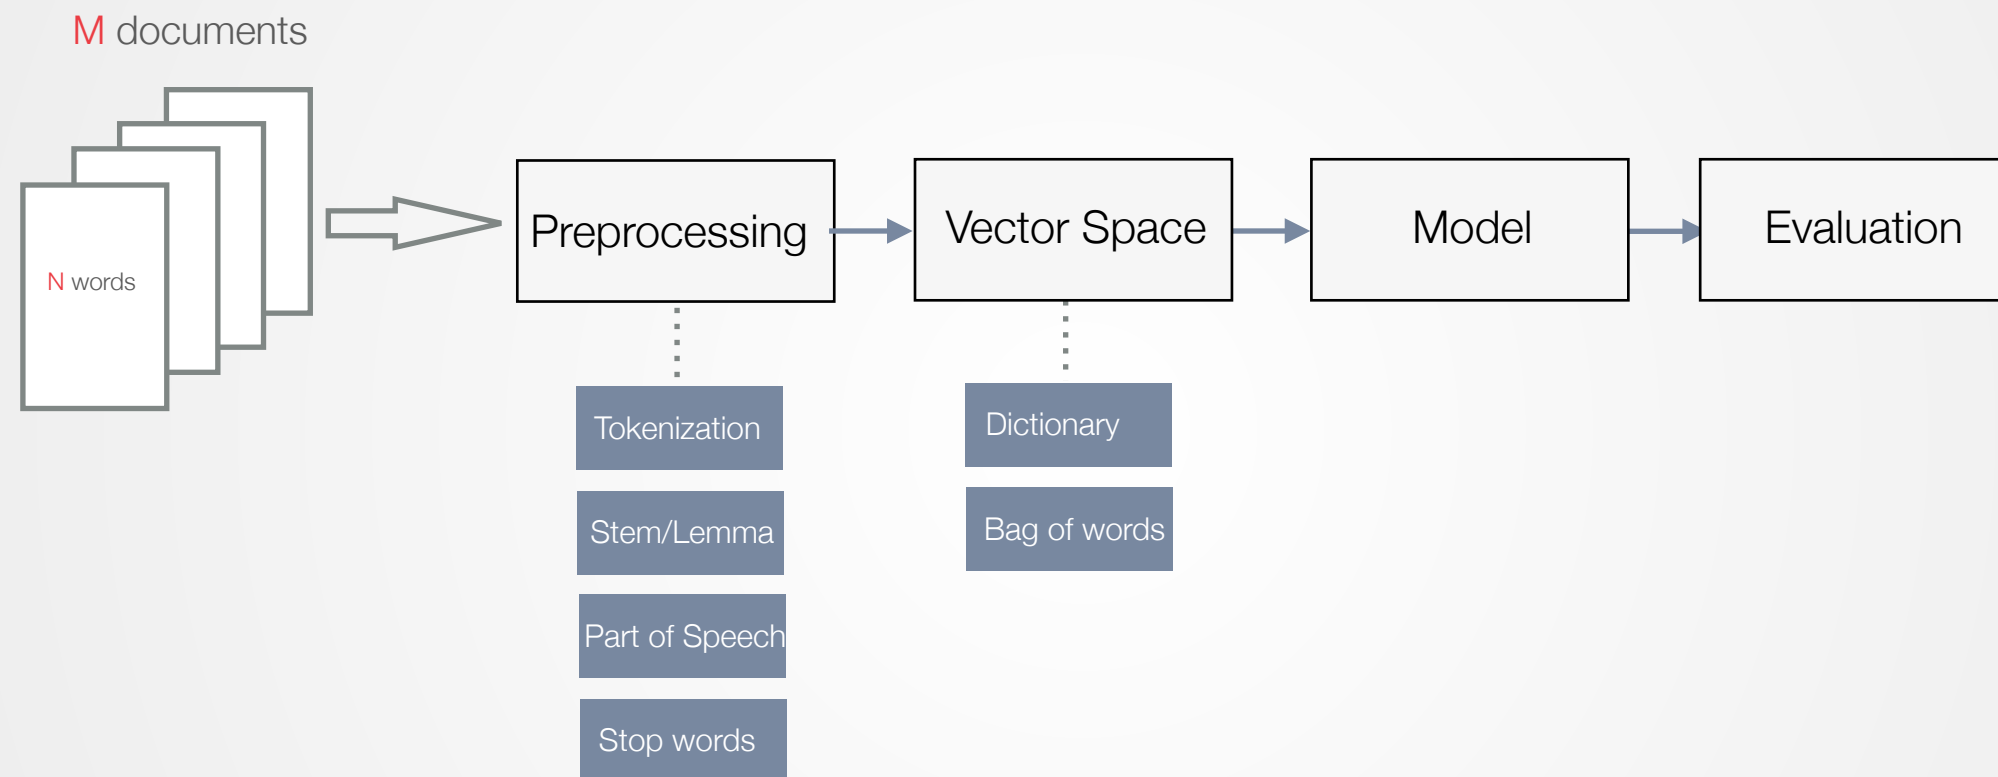 M documents
N words
Preprocessing
Vector Space
Model
Evaluation
Tokenization
Stem/Lemma
Part of Speech
Stop words
Dictionary
Bag of words